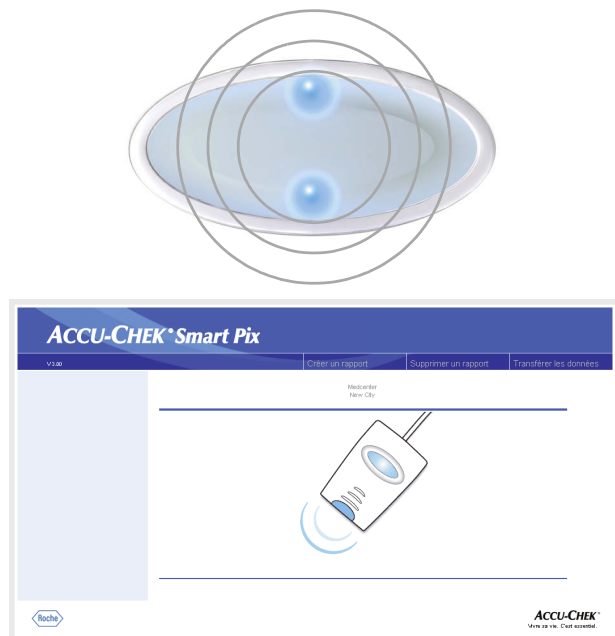 ACCU-CHEK® Smart Pix
V 3.00
Créer un rapport
Supprimer un rapport
Transférer les données
Medcenter
New City
Roche
ACCU-CHEK®
Vivre sa vie. C'est essentiel.